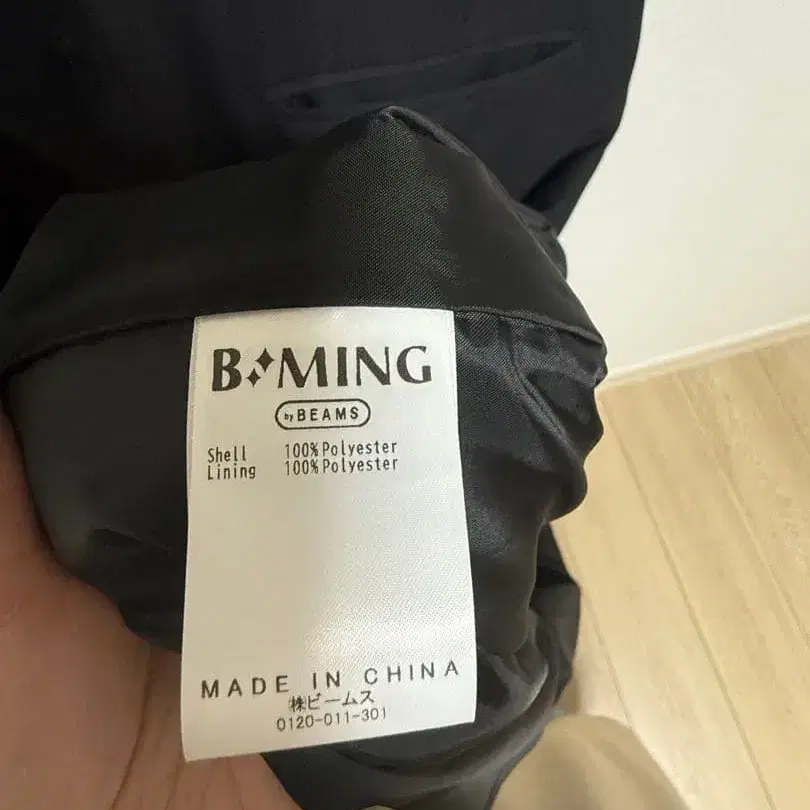 B MING
by BEAMS
Shell 100%Polyester
Lining 100%Polyester
MADE IN CHINA
㈱ビームス
0120-011-301